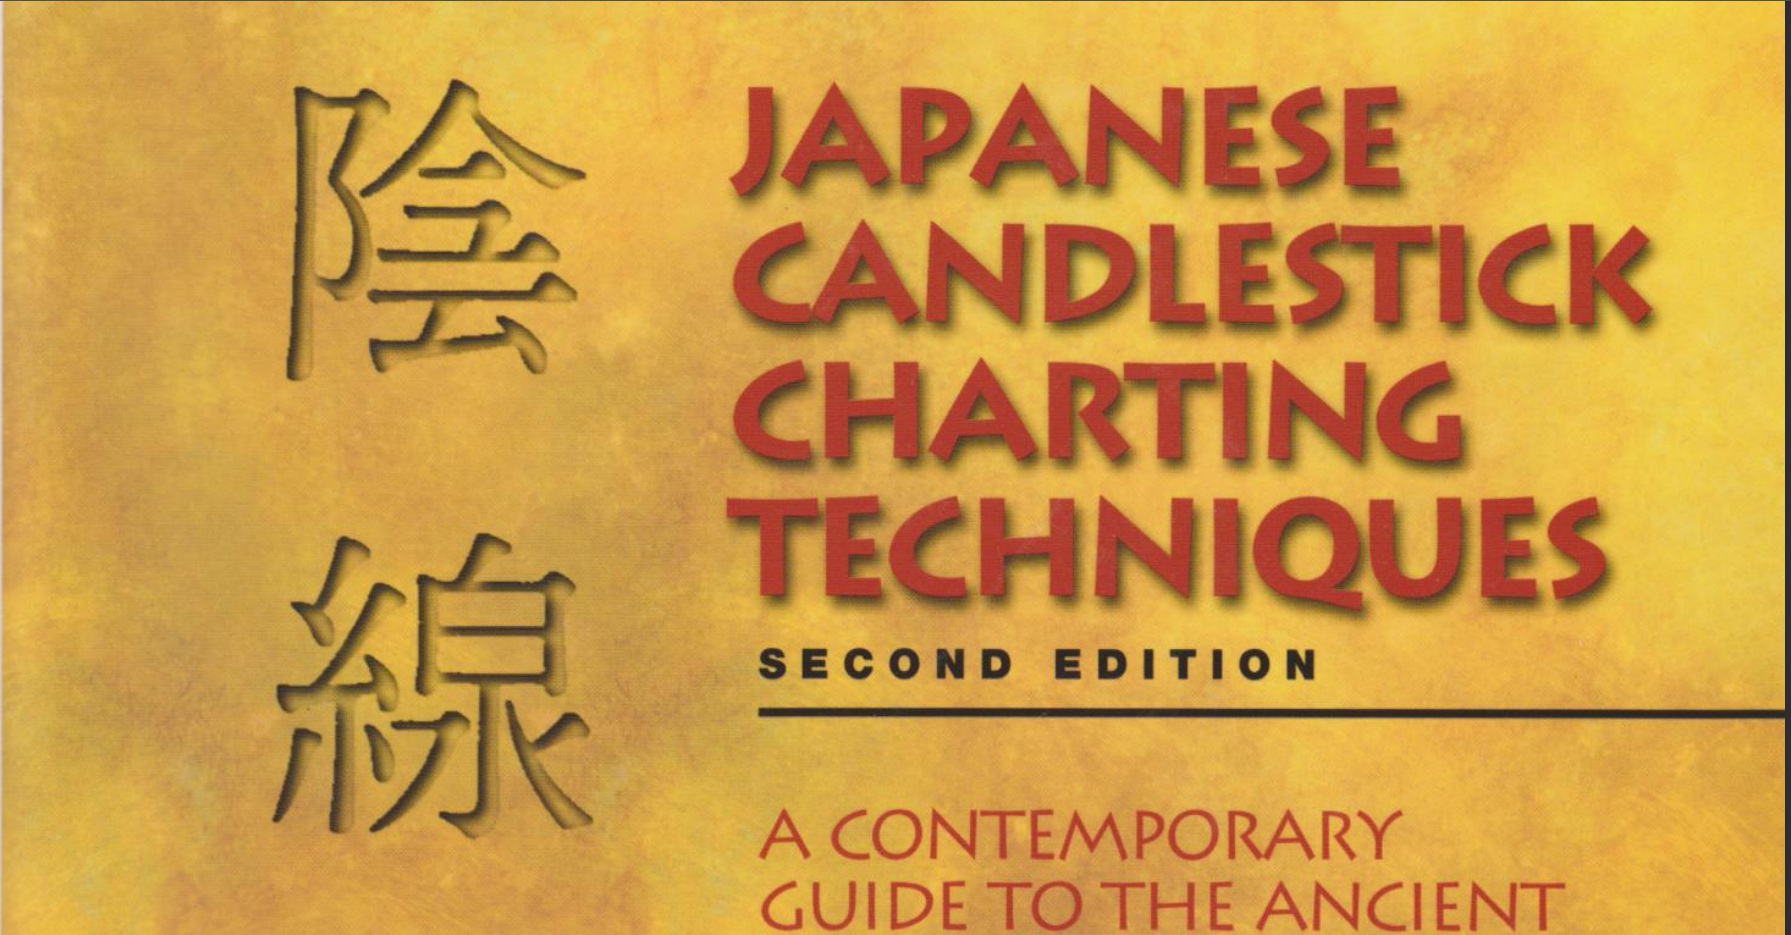 陰
線
JAPANESE
CANDLESTICK
CHARTING
TECHNIQUES
SECOND EDITION
A CONTEMPORARY
GUIDE TO THE ANCIENT